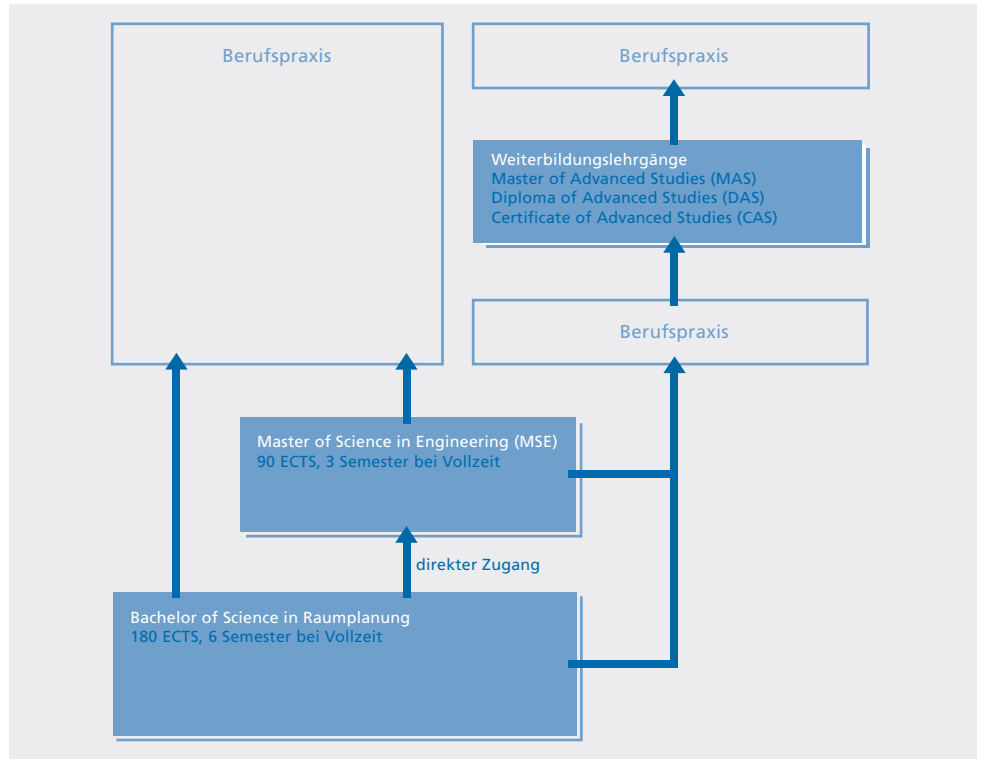 Berufspraxis
Berufspraxis
Weiterbildungslehrgänge
Master of Advanced Studies (MAS)
Diploma of Advanced Studies (DAS)
Certificate of Advanced Studies (CAS)
Berufspraxis
Master of Science in Engineering (MSE)
90 ECTS, 3 Semester bei Vollzeit
direkter Zugang
Bachelor of Science in Raumplanung
180 ECTS, 6 Semester bei Vollzeit